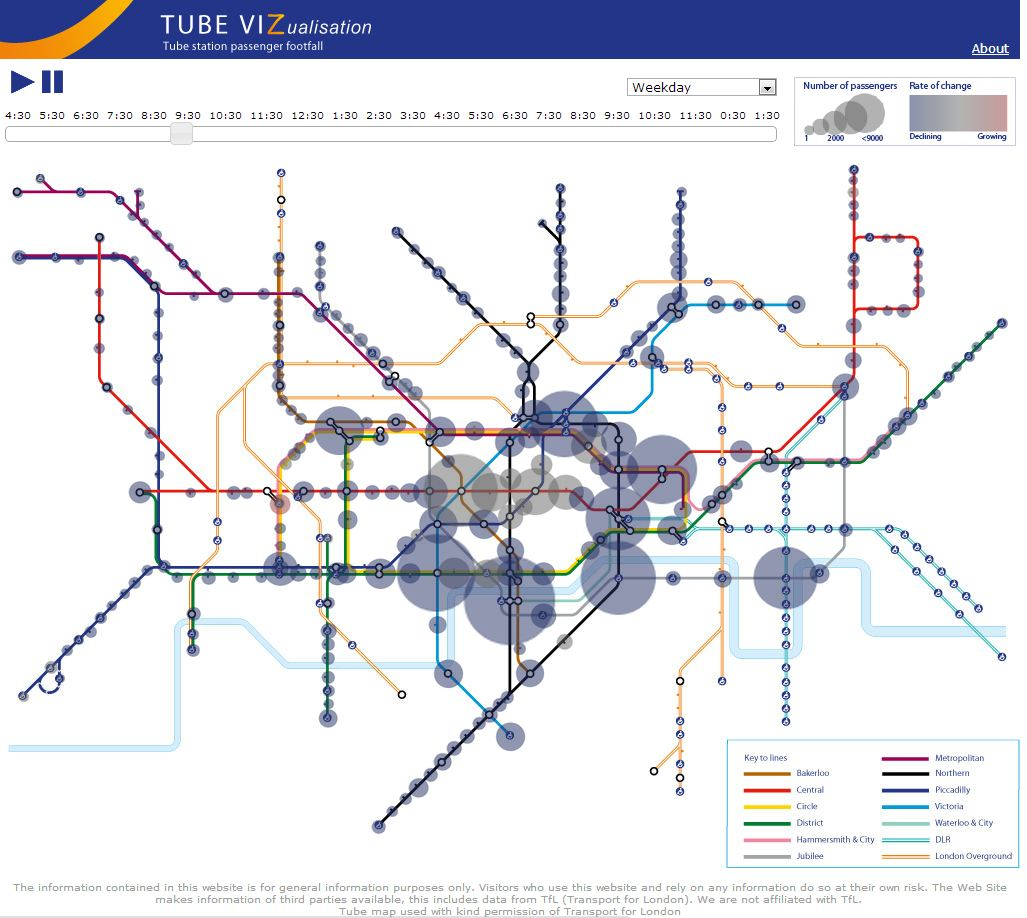 TUBE VIZualisation
Tube station passenger footfall
About
Weekday
Number of passengers
Rate of change
1 2000 <9000
Declining Growing
4:30 5:30 6:30 7:30 8:30 9:30 10:30 11:30 12:30 1:30 2:30 3:30 4:30 5:30 6:30 7:30 8:30 9:30 10:30 11:30 0:30 1:30
Key to lines
Bakerloo
Central
Circle
District
Hammersmith & City
Jubilee
Metropolitan
Northern
Piccadilly
Victoria
Waterloo & City
DLR
London Overground
The information contained in this website is for general information purposes only. Visitors who use this website and rely on any information do so at their own risk. The Web Site
makes information of third parties available, this includes data from TfL (Transport for London). We are not affiliated with TfL.
Tube map used with kind permission of Transport for London